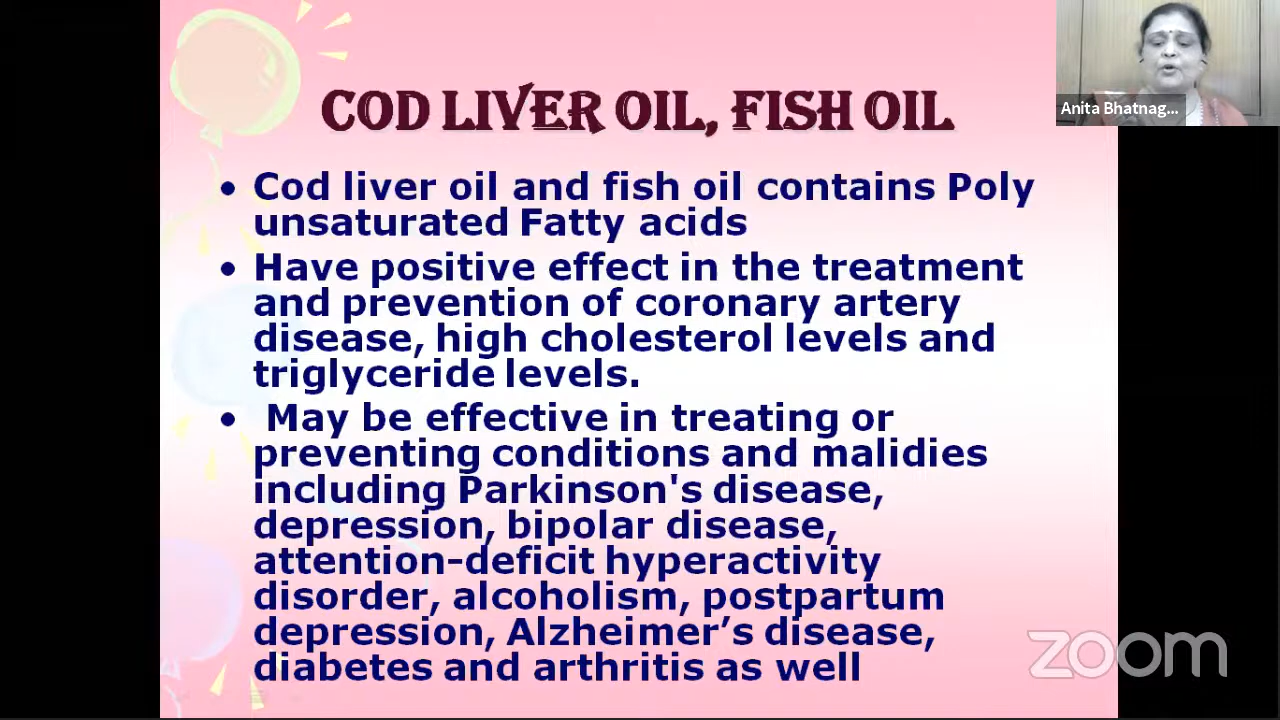 COD LIVER OIL, FISH OIL
Anita Bhatnag...
• Cod liver oil and fish oil contains Poly
unsaturated Fatty acids
• Have positive effect in the treatment
and prevention of coronary artery
disease, high cholesterol levels and
triglyceride levels.
• May be effective in treating or
preventing conditions and malidies
including Parkinson's disease,
depression, bipolar disease,
attention-deficit hyperactivity
disorder, alcoholism, postpartum
depression, Alzheimer’s disease,
diabetes and arthritis as well
zoom